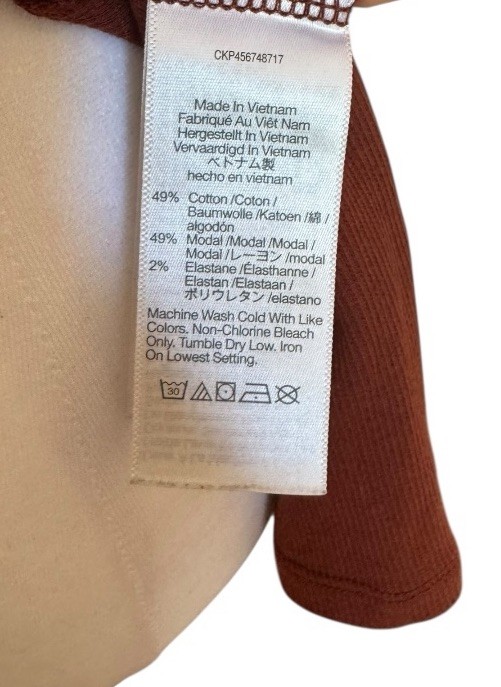 CKP456748717
Made In Vietnam
Fabriqué Au Viêt Nam
Hergestellt In Vietnam
Vervaardigd In Vietnam
ベトナム製
hecho en vietnam
49% Cotton /Coton /
Baumwolle /Katoen /綿 /
algodón
49% Modal /Modal /Modal /
Modal /レーヨン /modal
2% Elastane /Élasthanne /
Elastan /Elastaan /
ポリウレタン /elastano
Machine Wash Cold With Like
Colors. Non-Chlorine Bleach
Only. Tumble Dry Low. Iron
On Lowest Setting.
30